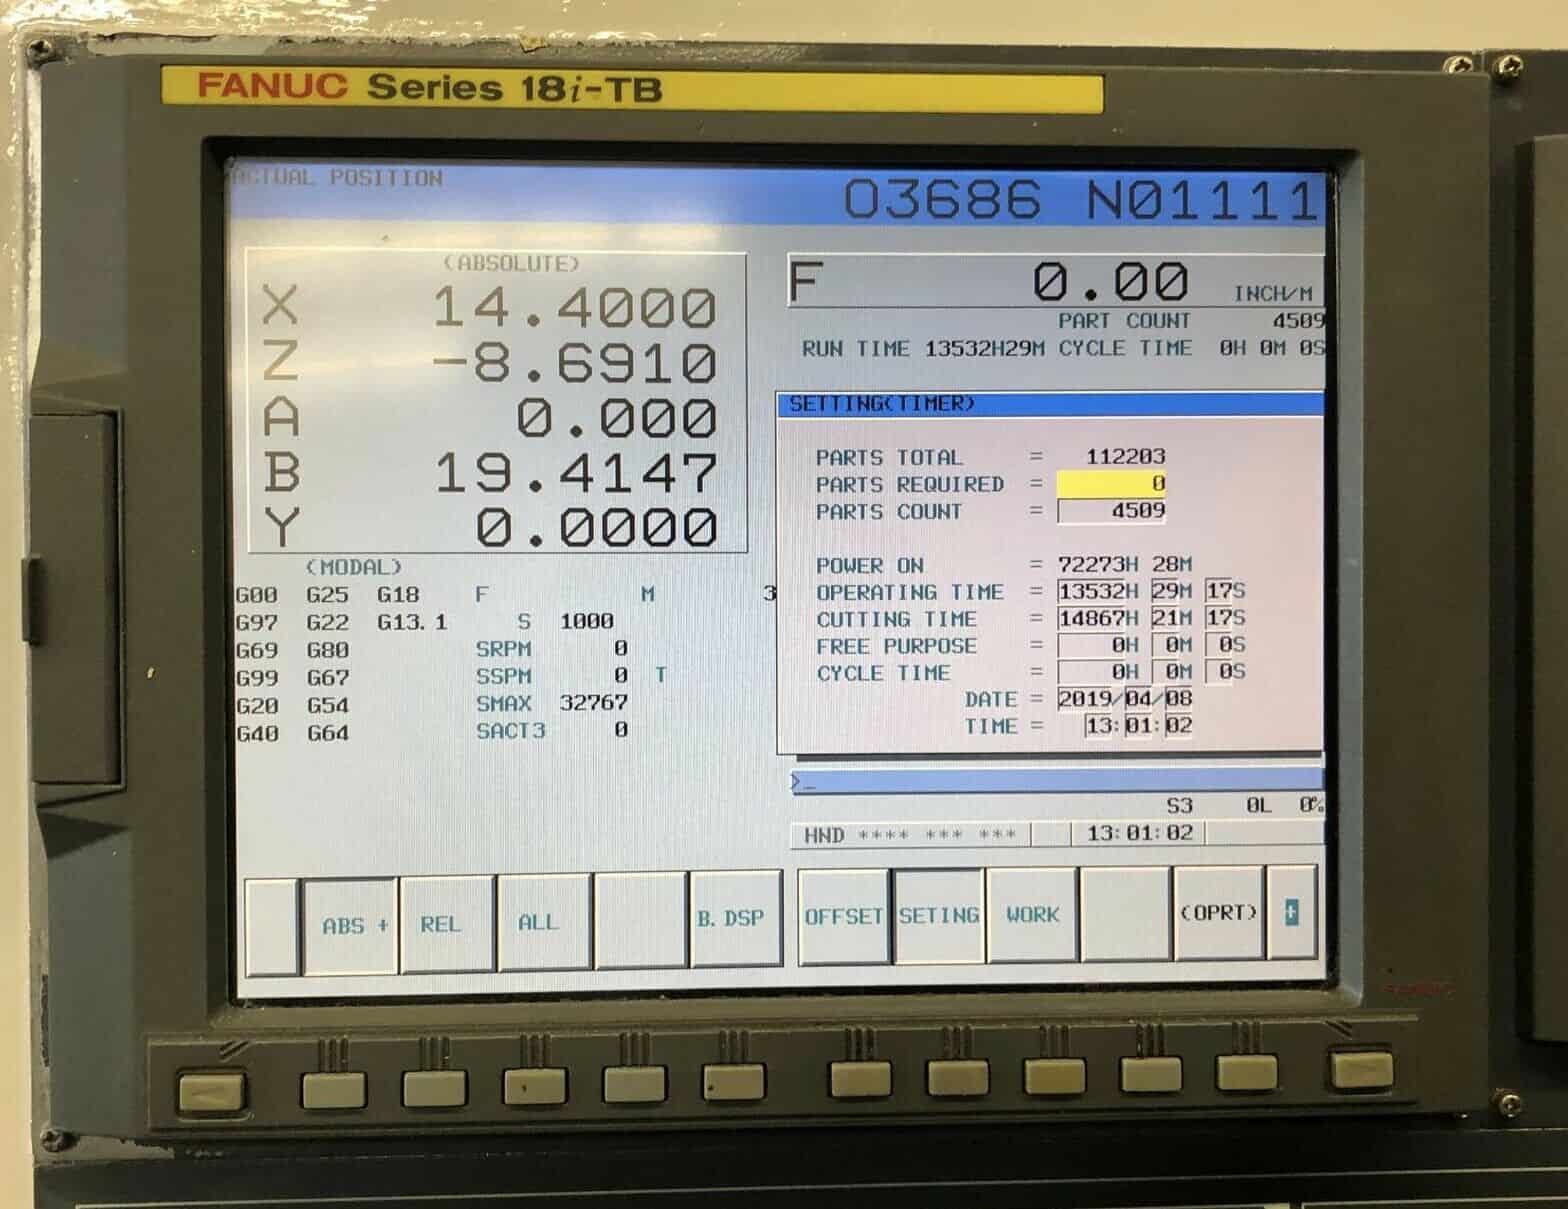 FANUC Series 18i-TB
ACTUAL POSITION
O3686 N01111
(ABSOLUTE)
X 14.4000
Z -8.6910
A 0.000
B 19.4147
Y 0.0000
F 0.00 INCH/M
PART COUNT 4509
RUN TIME 13532H29M CYCLE TIME 0H 0M 0S
(MODAL)
G00 G25 G18 F M 3
G97 G22 G13.1 S 1000
G69 G80 SRPM 0
G99 G67 SSPM 0 T
G20 G54 SMAX 32767
G40 G64 SACT3 0
SETTING(TIMER)
PARTS TOTAL = 112203
PARTS REQUIRED = 0
PARTS COUNT = 4509
POWER ON = 72273H 28M
OPERATING TIME = 13532H 29M 17S
CUTTING TIME = 14867H 21M 17S
FREE PURPOSE = 0H 0M 0S
CYCLE TIME = 0H 0M 0S
DATE = 2019/04/08
TIME = 13:01:02
>_
S3 0L 0%
HND **** *** *** 13:01:02
ABS + REL ALL B.DSP OFFSET SETING WORK (OPRT) +